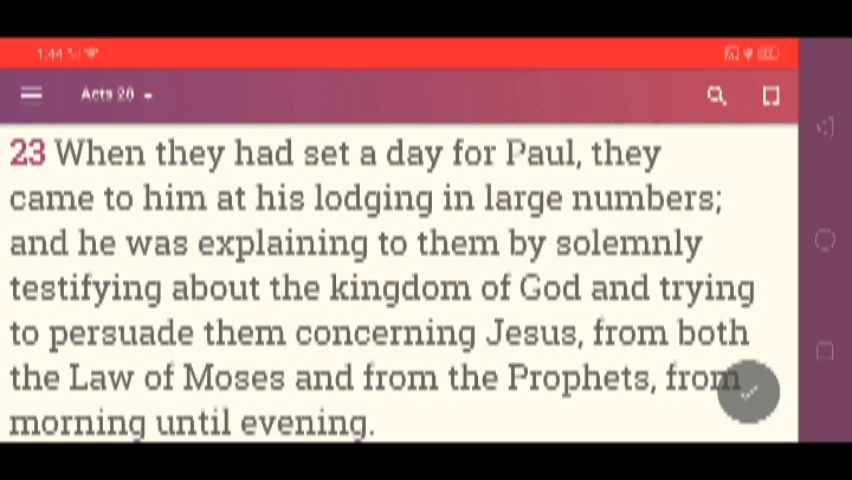 Acts 28
23 When they had set a day for Paul, they
came to him at his lodging in large numbers;
and he was explaining to them by solemnly
testifying about the kingdom of God and trying
to persuade them concerning Jesus, from both
the Law of Moses and from the Prophets, from
morning until evening.